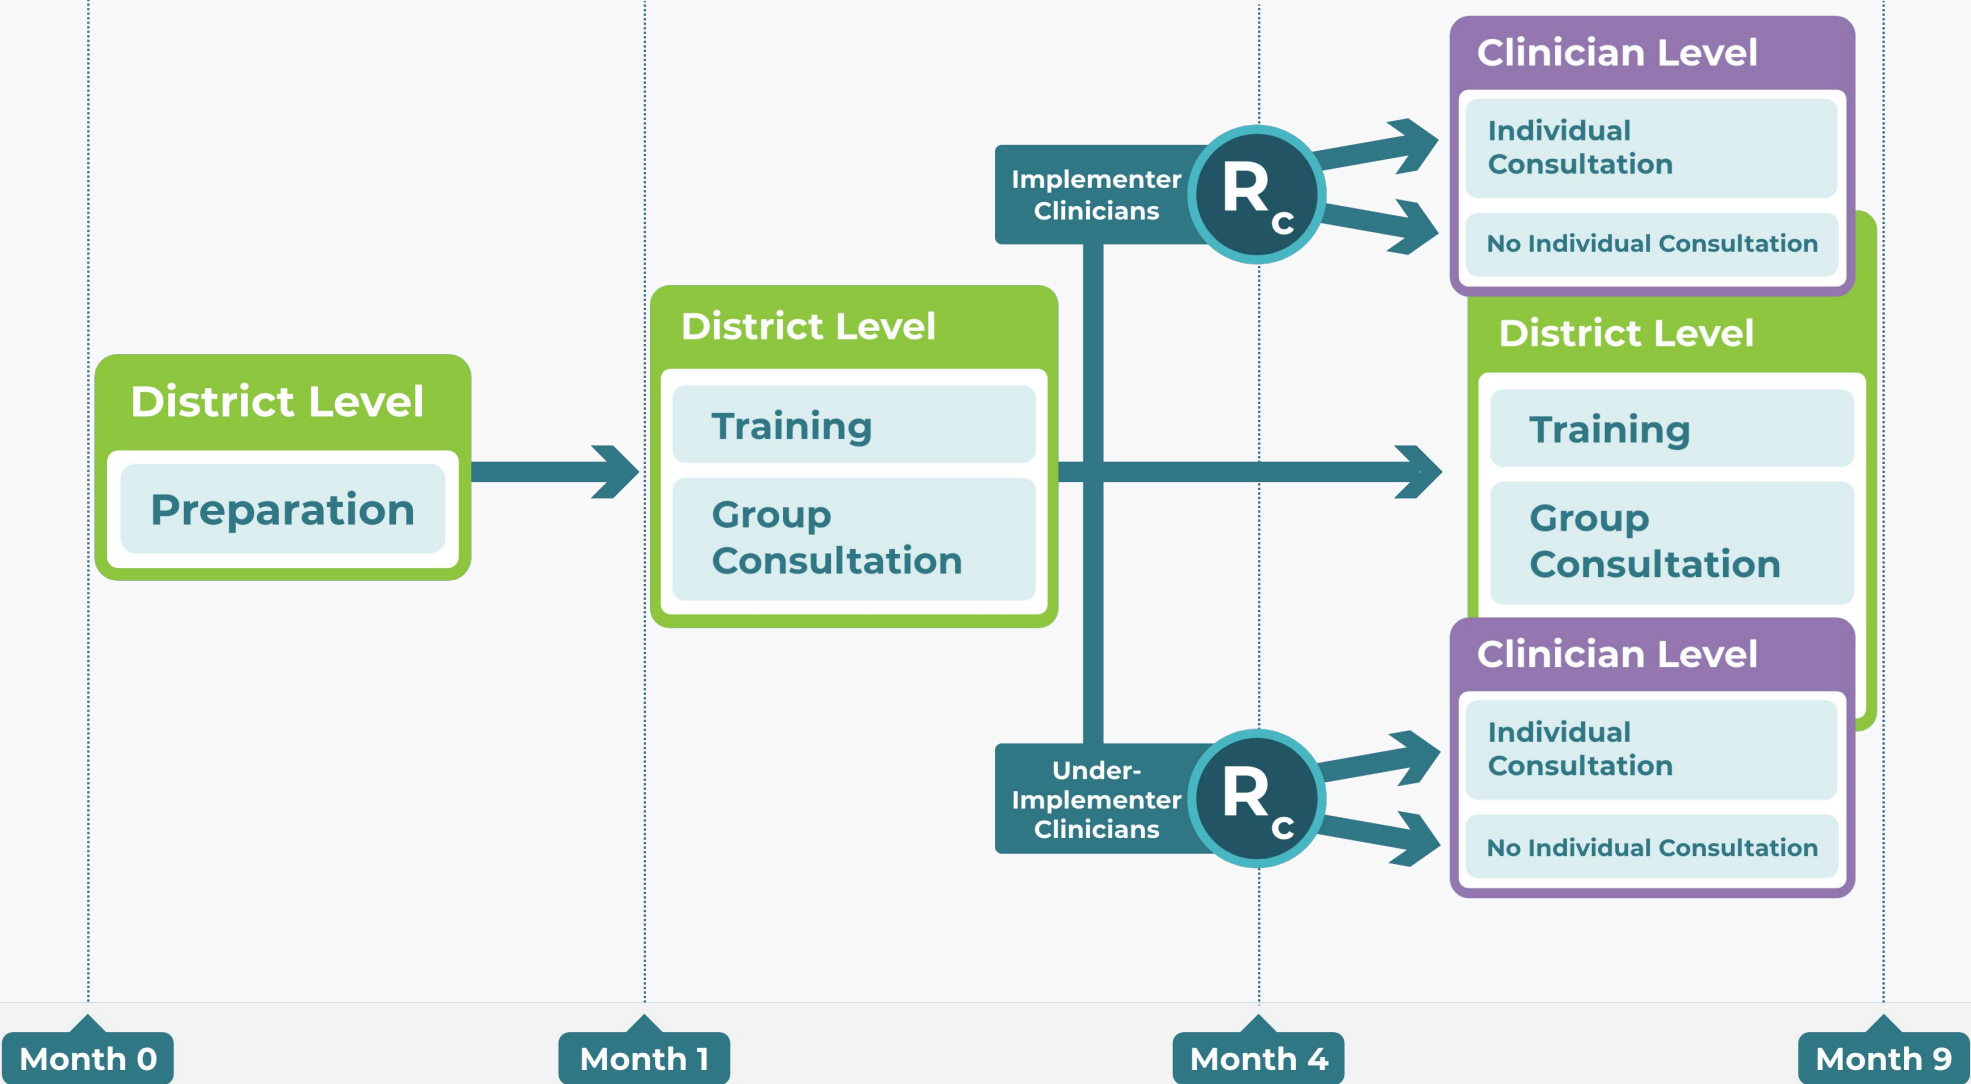 District Level
Preparation
District Level
Training
Group
Consultation
Implementer
Clinicians
Rc
Under-
Implementer
Clinicians
Rc
Clinician Level
Individual
Consultation
No Individual Consultation
District Level
Training
Group
Consultation
Clinician Level
Individual
Consultation
No Individual Consultation
Month 0
Month 1
Month 4
Month 9